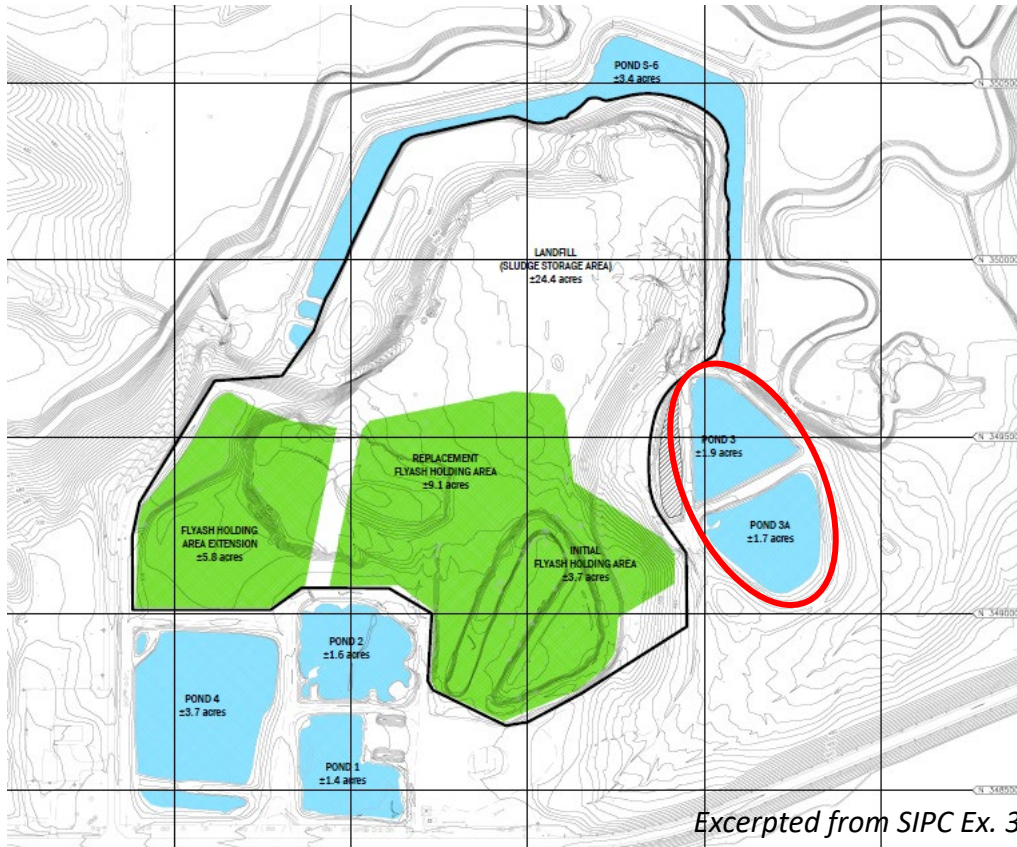 POND S-6
±3.4 acres
N 350500
LANDFILL
(SLUDGE STORAGE AREA)
±24.4 acres
N 350000
POND 3
±1.9 acres
N 349500
REPLACEMENT
FLYASH HOLDING AREA
±9.1 acres
FLYASH HOLDING
AREA EXTENSION
±5.8 acres
INITIAL
FLYASH HOLDING AREA
±3.7 acres
POND 3A
±1.7 acres
N 349000
POND 2
±1.6 acres
POND 4
±3.7 acres
POND 1
±1.4 acres
N 348500
Excerpted from SIPC Ex. 3